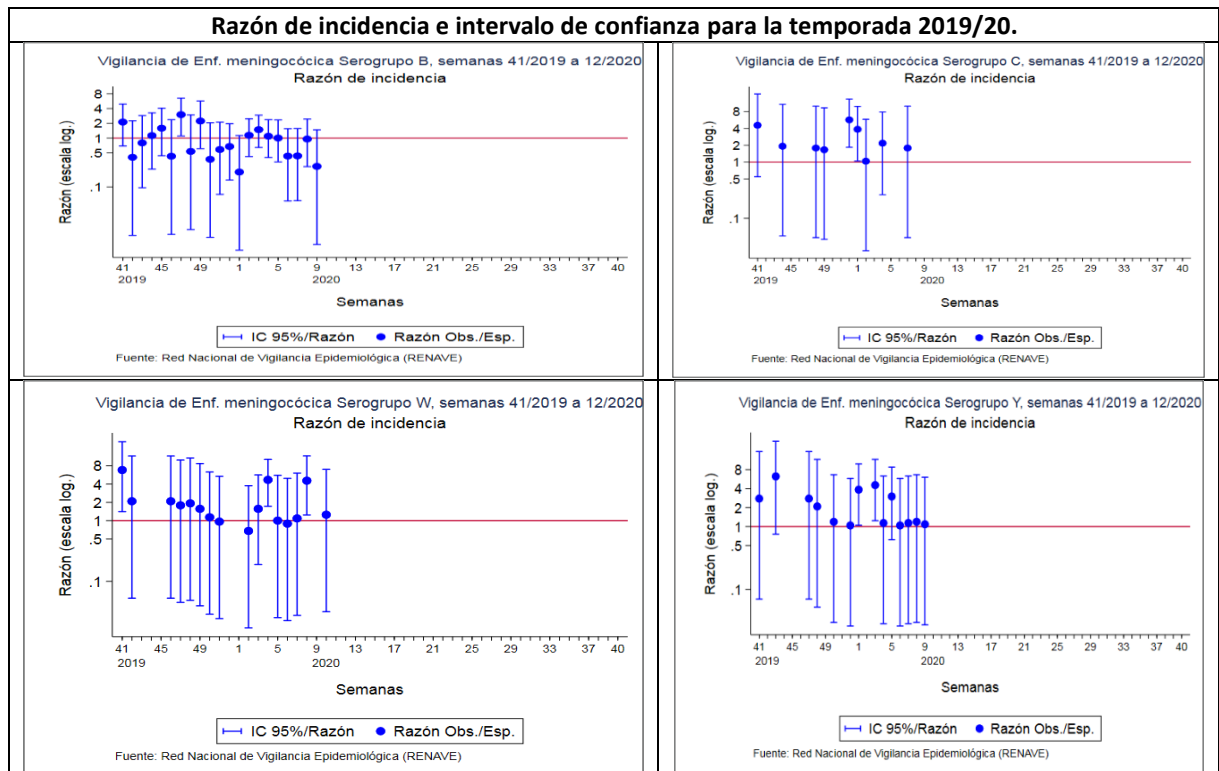 Razón de incidencia e intervalo de confianza para la temporada 2019/20.
Vigilancia de Enf. meningocócica Serogrupo B, semanas 41/2019 a 12/2020
Razón de incidencia
Razón (escala log.)
8
4
2
1
.5
.1
41 45 49 1 5 9 13 17 21 25 29 33 37 40
2019 2020
Semanas
IC 95%/Razón Razón Obs./Esp.
Fuente: Red Nacional de Vigilancia Epidemiológica (RENAVE)
Vigilancia de Enf. meningocócica Serogrupo C, semanas 41/2019 a 12/2020
Razón de incidencia
Razón (escala log.)
8
4
2
1
.5
.1
41 45 49 1 5 9 13 17 21 25 29 33 37 40
2019 2020
Semanas
IC 95%/Razón Razón Obs./Esp.
Fuente: Red Nacional de Vigilancia Epidemiológica (RENAVE)
Vigilancia de Enf. meningocócica Serogrupo W, semanas 41/2019 a 12/2020
Razón de incidencia
Razón (escala log.)
8
4
2
1
.5
.1
41 45 49 1 5 9 13 17 21 25 29 33 37 40
2019 2020
Semanas
IC 95%/Razón Razón Obs./Esp.
Fuente: Red Nacional de Vigilancia Epidemiológica (RENAVE)
Vigilancia de Enf. meningocócica Serogrupo Y, semanas 41/2019 a 12/2020
Razón de incidencia
Razón (escala log.)
8
4
2
1
.5
.1
41 45 49 1 5 9 13 17 21 25 29 33 37 40
2019 2020
Semanas
IC 95%/Razón Razón Obs./Esp.
Fuente: Red Nacional de Vigilancia Epidemiológica (RENAVE)